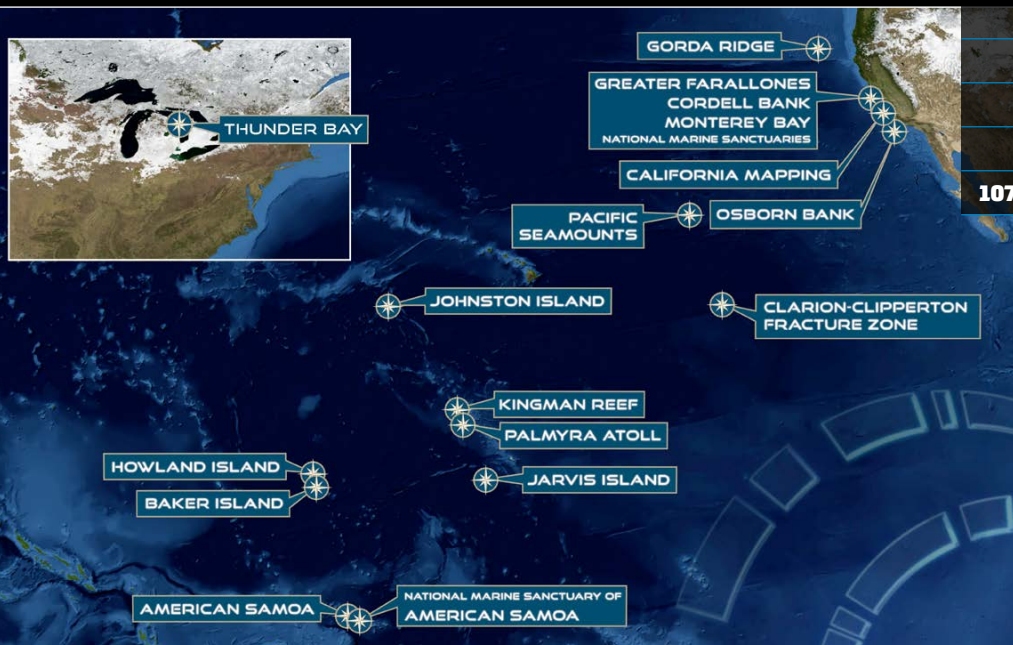 GORDA RIDGE
GREATER FARALLONES
CORDELL BANK
MONTEREY BAY
NATIONAL MARINE SANCTUARIES
THUNDER BAY
CALIFORNIA MAPPING
107
PACIFIC
SEAMOUNTS
OSBORN BANK
JOHNSTON ISLAND
CLARION-CLIPPERTON
FRACTURE ZONE
KINGMAN REEF
PALMYRA ATOLL
HOWLAND ISLAND
JARVIS ISLAND
BAKER ISLAND
AMERICAN SAMOA
NATIONAL MARINE SANCTUARY OF
AMERICAN SAMOA